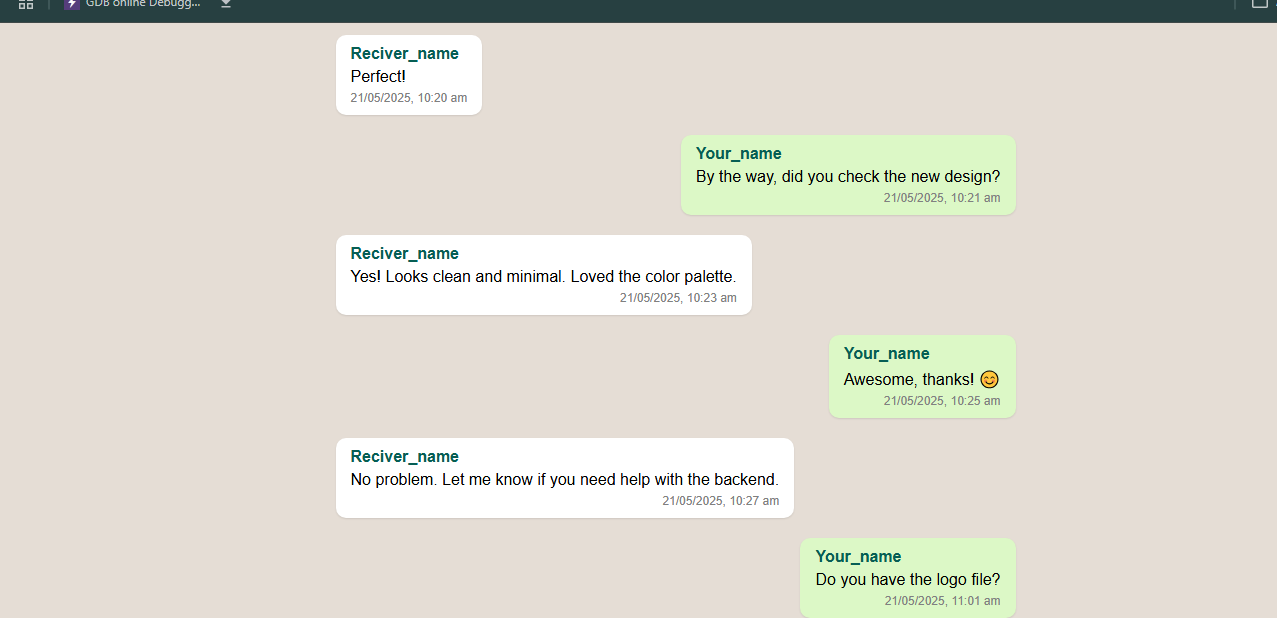 GDB online Debugg...
Reciver_name
Perfect!
21/05/2025, 10:20 am
Your_name
By the way, did you check the new design?
21/05/2025, 10:21 am
Reciver_name
Yes! Looks clean and minimal. Loved the color palette.
21/05/2025, 10:23 am
Your_name
Awesome, thanks! 😊
21/05/2025, 10:25 am
Reciver_name
No problem. Let me know if you need help with the backend.
21/05/2025, 10:27 am
Your_name
Do you have the logo file?
21/05/2025, 11:01 am